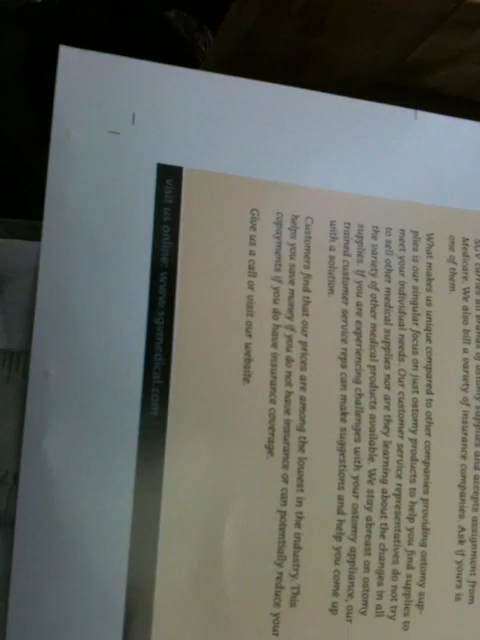 SGV carries all brands of ostomy supplies and accepts assignment from
Medicare. We also bill a variety of insurance companies. Ask if yours is
one of them.
What makes us unique compared to other companies providing ostomy sup-
plies is our singular focus on just ostomy products to help you find supplies to
meet your individual needs. Our customer service representatives do not try
to sell other medical supplies nor are they learning about the changes in all
the variety of other medical products available. We stay abreast on ostomy
supplies. If you are experiencing challenges with your ostomy appliance, our
trained customer service reps can make suggestions and help you come up
with a solution.
Customers find that our prices are among the lowest in the industry. This
helps you save money if you do not have insurance or can potentially reduce your
copayments if you do have insurance coverage.
Give us a call or visit our website.
visit us online www.sgvmedical.com